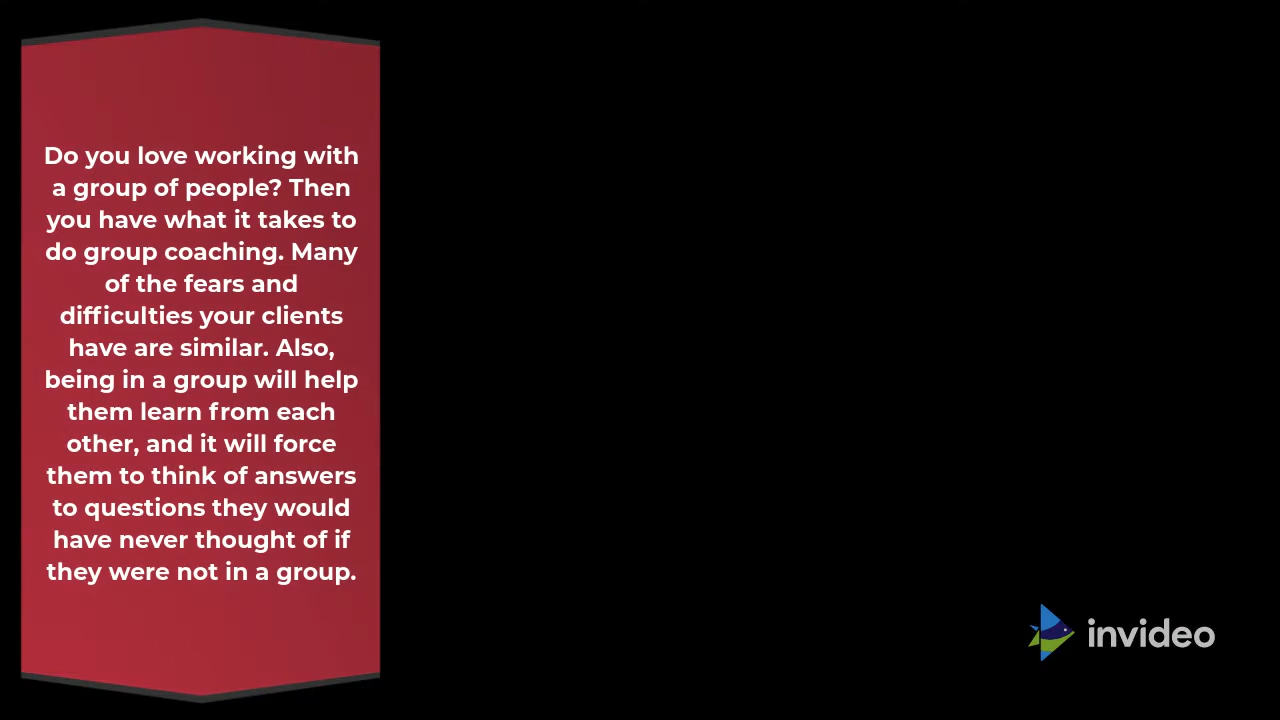 Do you love working with
a group of people? Then
you have what it takes to
do group coaching. Many
of the fears and
difficulties your clients
have are similar. Also,
being in a group will help
them learn from each
other, and it will force
them to think of answers
to questions they would
have never thought of if
they were not in a group.
invideo